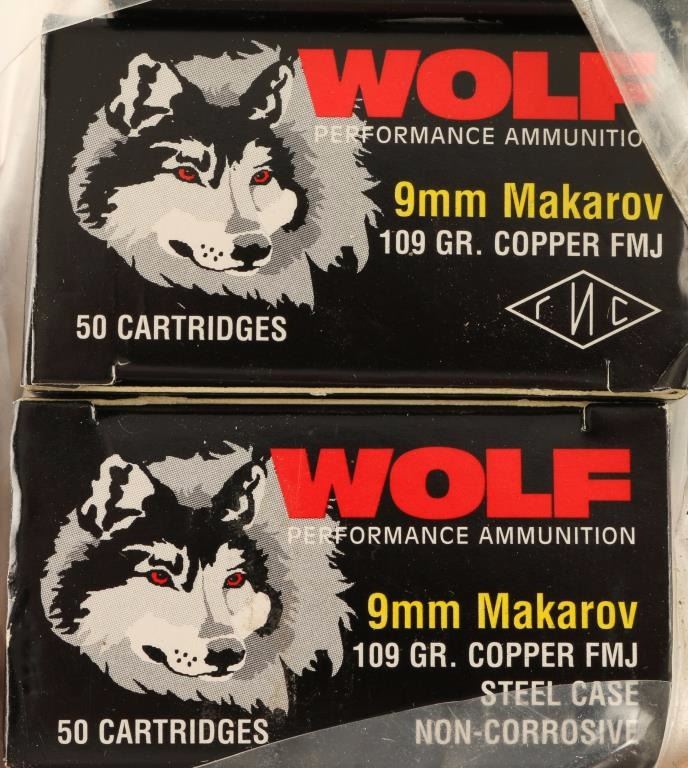 WOLF
PERFORMANCE AMMUNITION
9mm Makarov
109 GR. COPPER FMJ
ГИС
50 CARTRIDGES
WOLF
PERFORMANCE AMMUNITION
9mm Makarov
109 GR. COPPER FMJ
STEEL CASE
50 CARTRIDGES NON-CORROSIVE